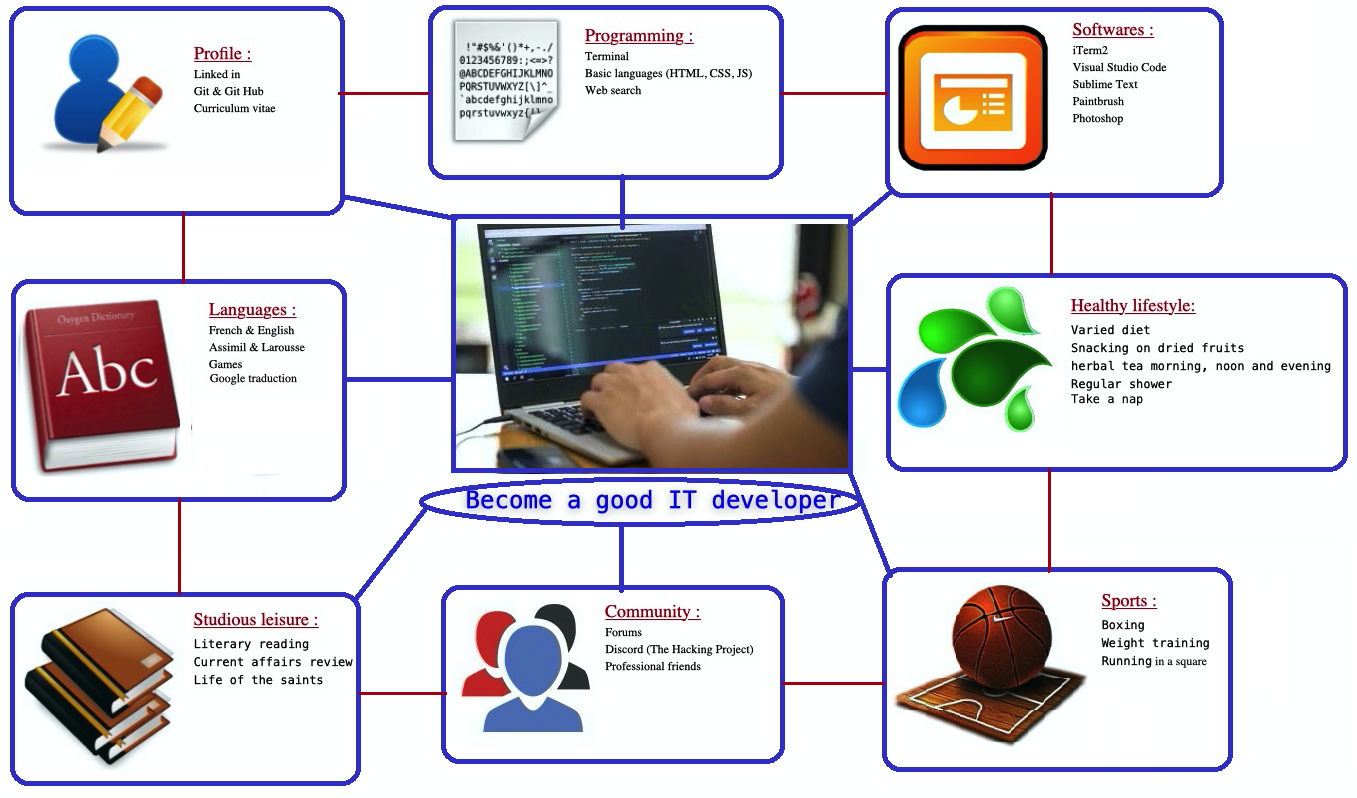 Profile :
Linked in
Git & Git Hub
Curriculum vitae
!"#$%&'()*+,-./
0123456789:;<=>?
@ABCDEFGHIJKLMNO
PQRSTUVWXYZ[\]^_
`abcdefghijklmno
pqrstuvwxyz{
Programming :
Terminal
Basic languages (HTML, CSS, JS)
Web search
Softwares :
iTerm2
Visual Studio Code
Sublime Text
Paintbrush
Photoshop
Oxygen Dictionary
Abc
Languages :
French & English
Assimil & Larousse
Games
Google traduction
Healthy lifestyle:
Varied diet
Snacking on dried fruits
herbal tea morning, noon and evening
Regular shower
Take a nap
Become a good IT developer
Studious leisure :
Literary reading
Current affairs review
Life of the saints
Community :
Forums
Discord (The Hacking Project)
Professional friends
Sports :
Boxing
Weight training
Running in a square